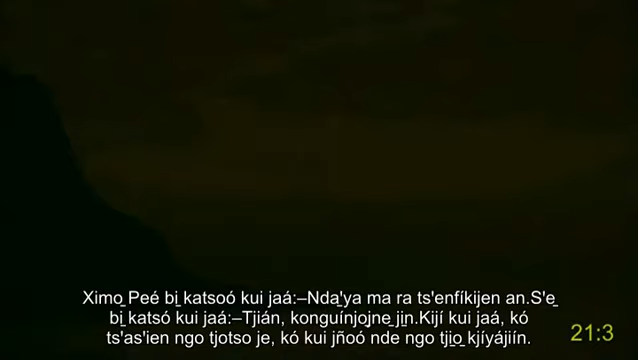 Ximo̱ Peé bi̱ katsoó kui jaá:–Nda̱'ya ma ra ts'enfíkijen an.S'e̱
bi̱ katsó kui jaá:–Tjián, konguínjo̱jne̱ ji̱n.Kijí kui jaá, kó
ts'as'ien ngo tjotso je, kó kui jñoó nde ngo tji̱o̱ kjíyájiín.
21:3